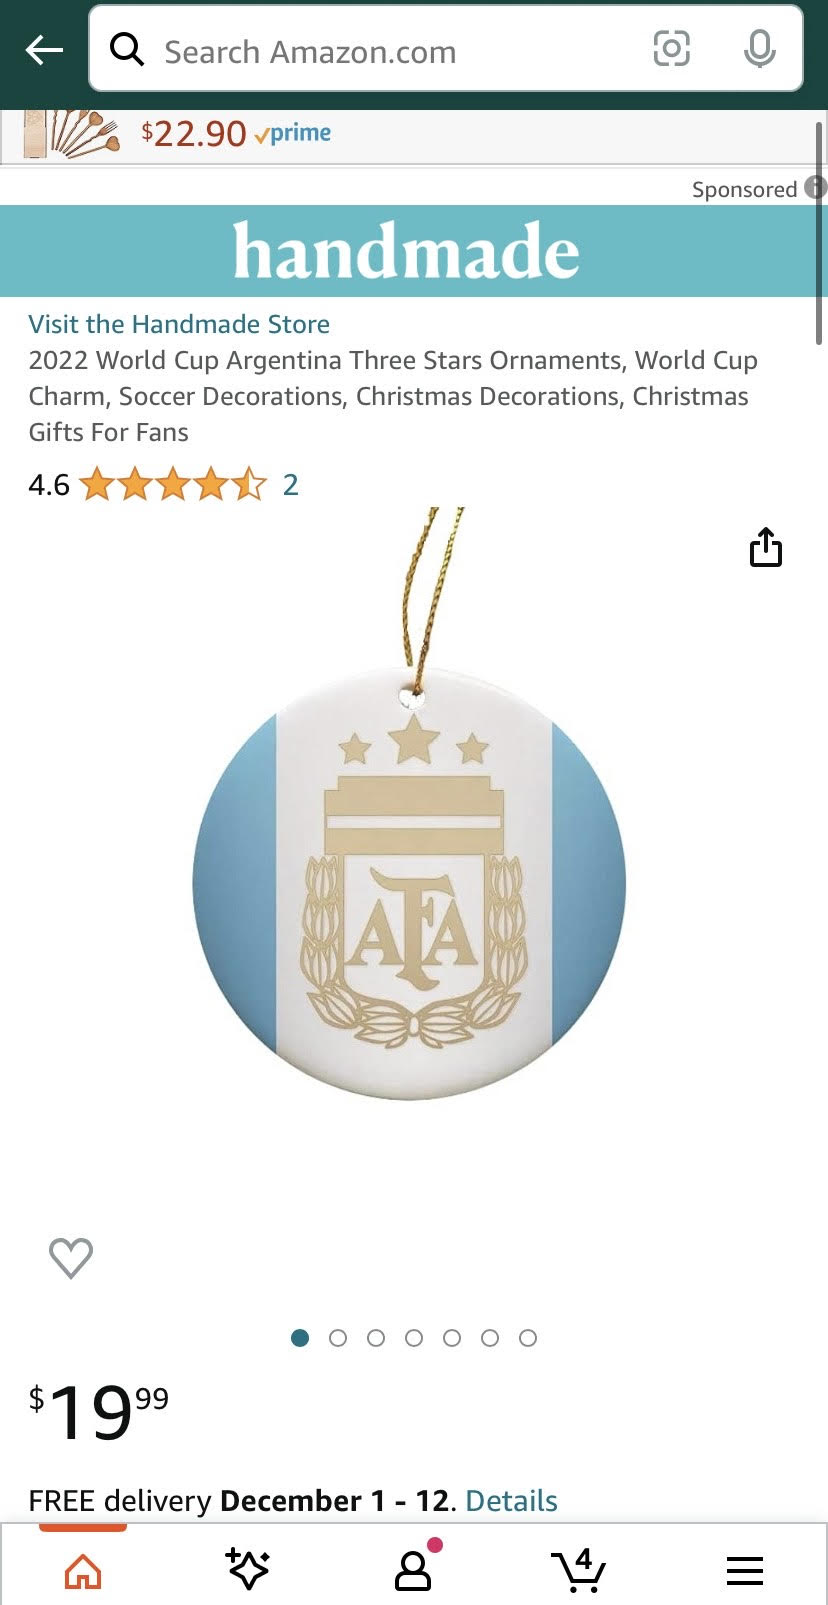 Search Amazon.com
$22.90 prime
Sponsored
handmade
Visit the Handmade Store
2022 World Cup Argentina Three Stars Ornaments, World Cup
Charm, Soccer Decorations, Christmas Decorations, Christmas
Gifts For Fans
4.6 2
AFA
$19 99
FREE delivery December 1 - 12. Details
4